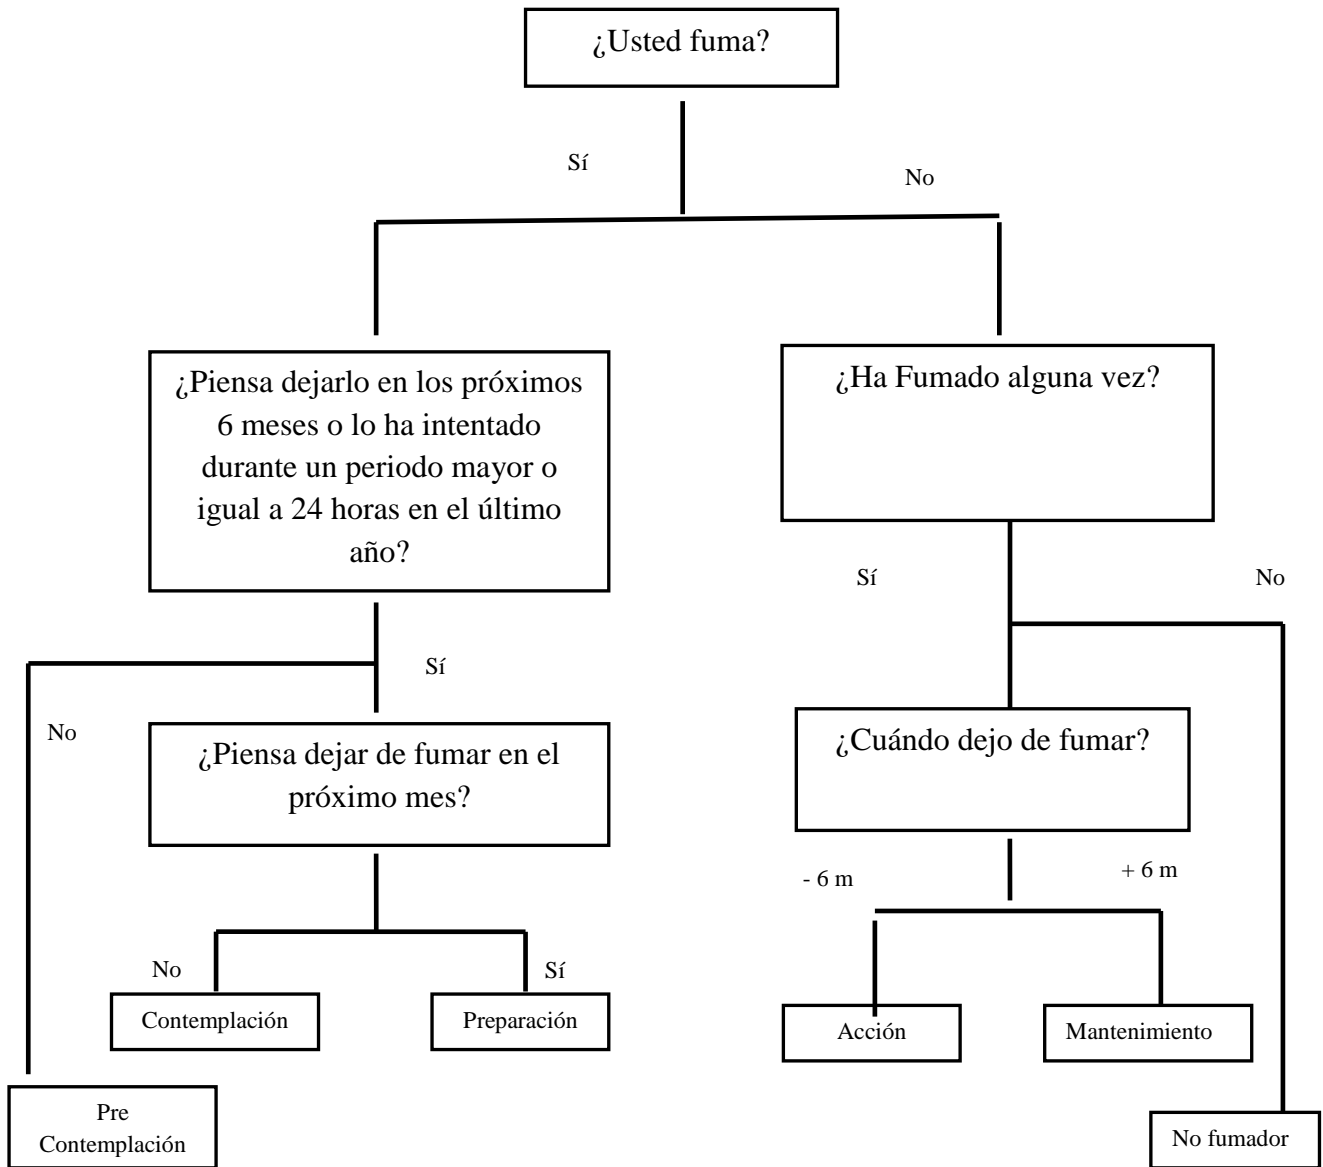 ¿Usted fuma?
Sí
No
¿Piensa dejarlo en los próximos
6 meses o lo ha intentado
durante un periodo mayor o
igual a 24 horas en el último
año?
¿Ha Fumado alguna vez?
Sí
No
Sí
No
¿Piensa dejar de fumar en el
próximo mes?
¿Cuándo dejo de fumar?
- 6 m
+ 6 m
No
Sí
Contemplación
Preparación
Acción
Mantenimiento
Pre
Contemplación
No fumador